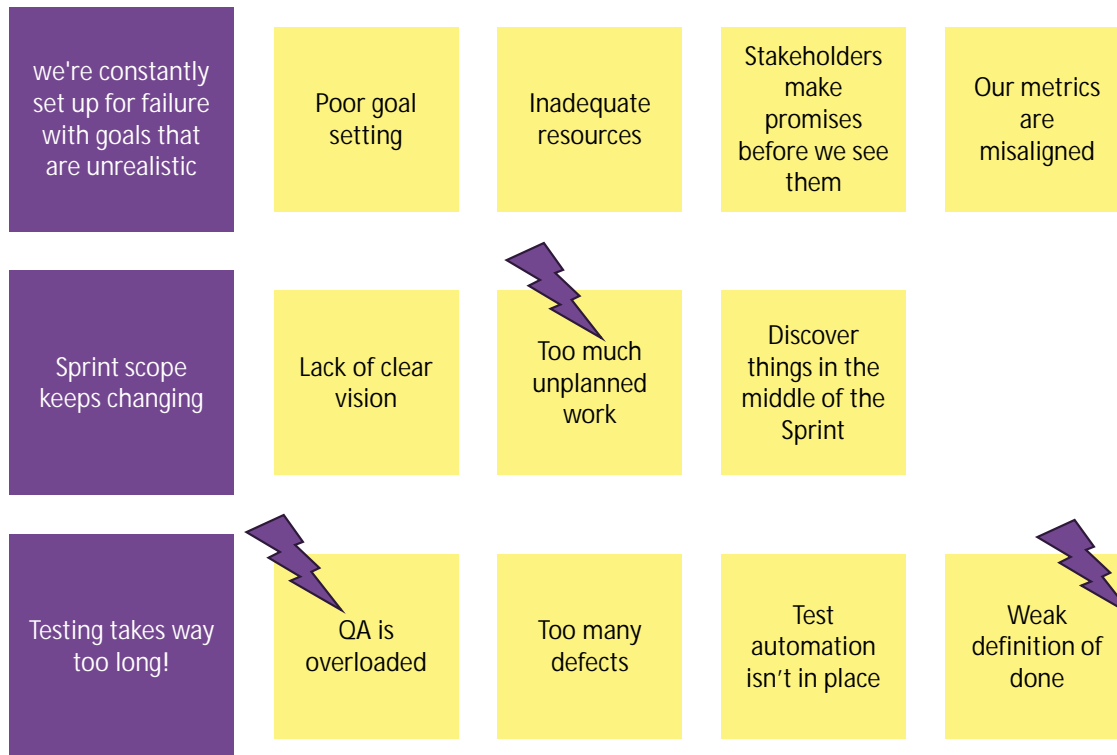 we're constantly
set up for failure
with goals that
are unrealistic
Poor goal
setting
Inadequate
resources
Stakeholders
make
promises
before we see
them
Our metrics
are
misaligned
Sprint scope
keeps changing
Lack of clear
vision
Too much
unplanned
work
Discover
things in the
middle of the
Sprint
Testing takes way
too long!
QA is
overloaded
Too many
defects
Test
automation
isn't in place
Weak
definition of
done